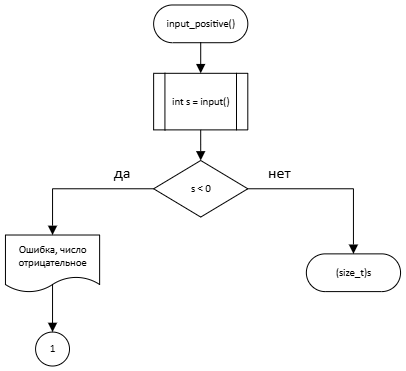 input_positive()
int s = input()
да
нет
s < 0
Ошибка, число
отрицательное
(size_t)s
1